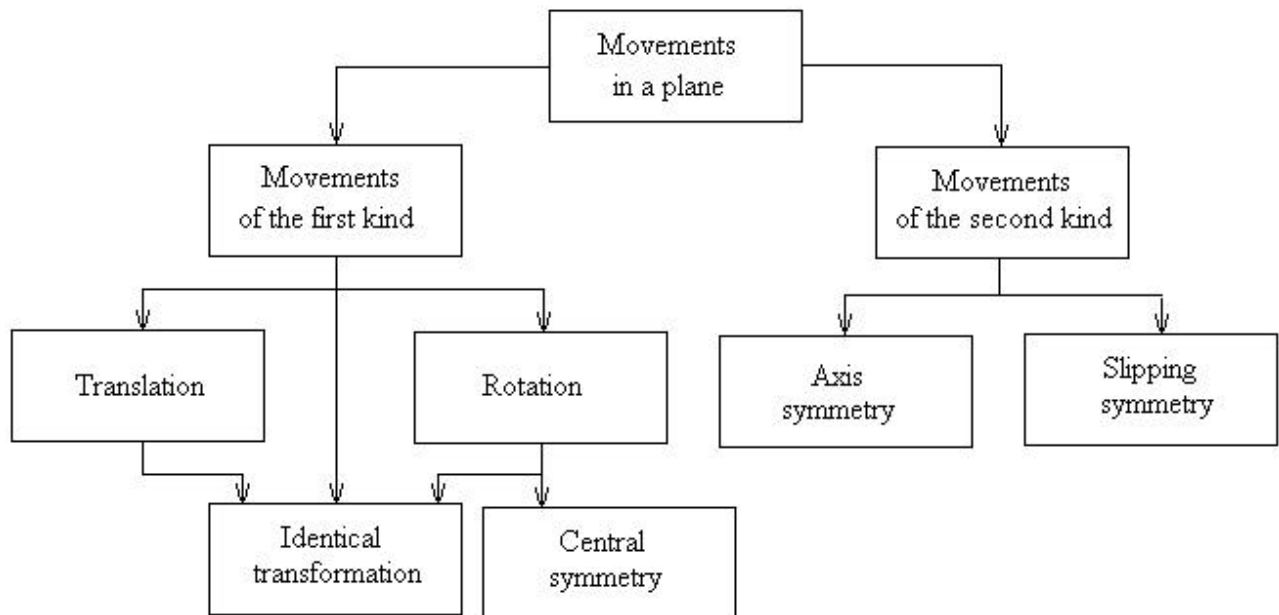 Movements
in a plane
Movements
of the first kind
Movements
of the second kind
Translation
Rotation
Axis
symmetry
Slipping
symmetry
Identical
transformation
Central
symmetry